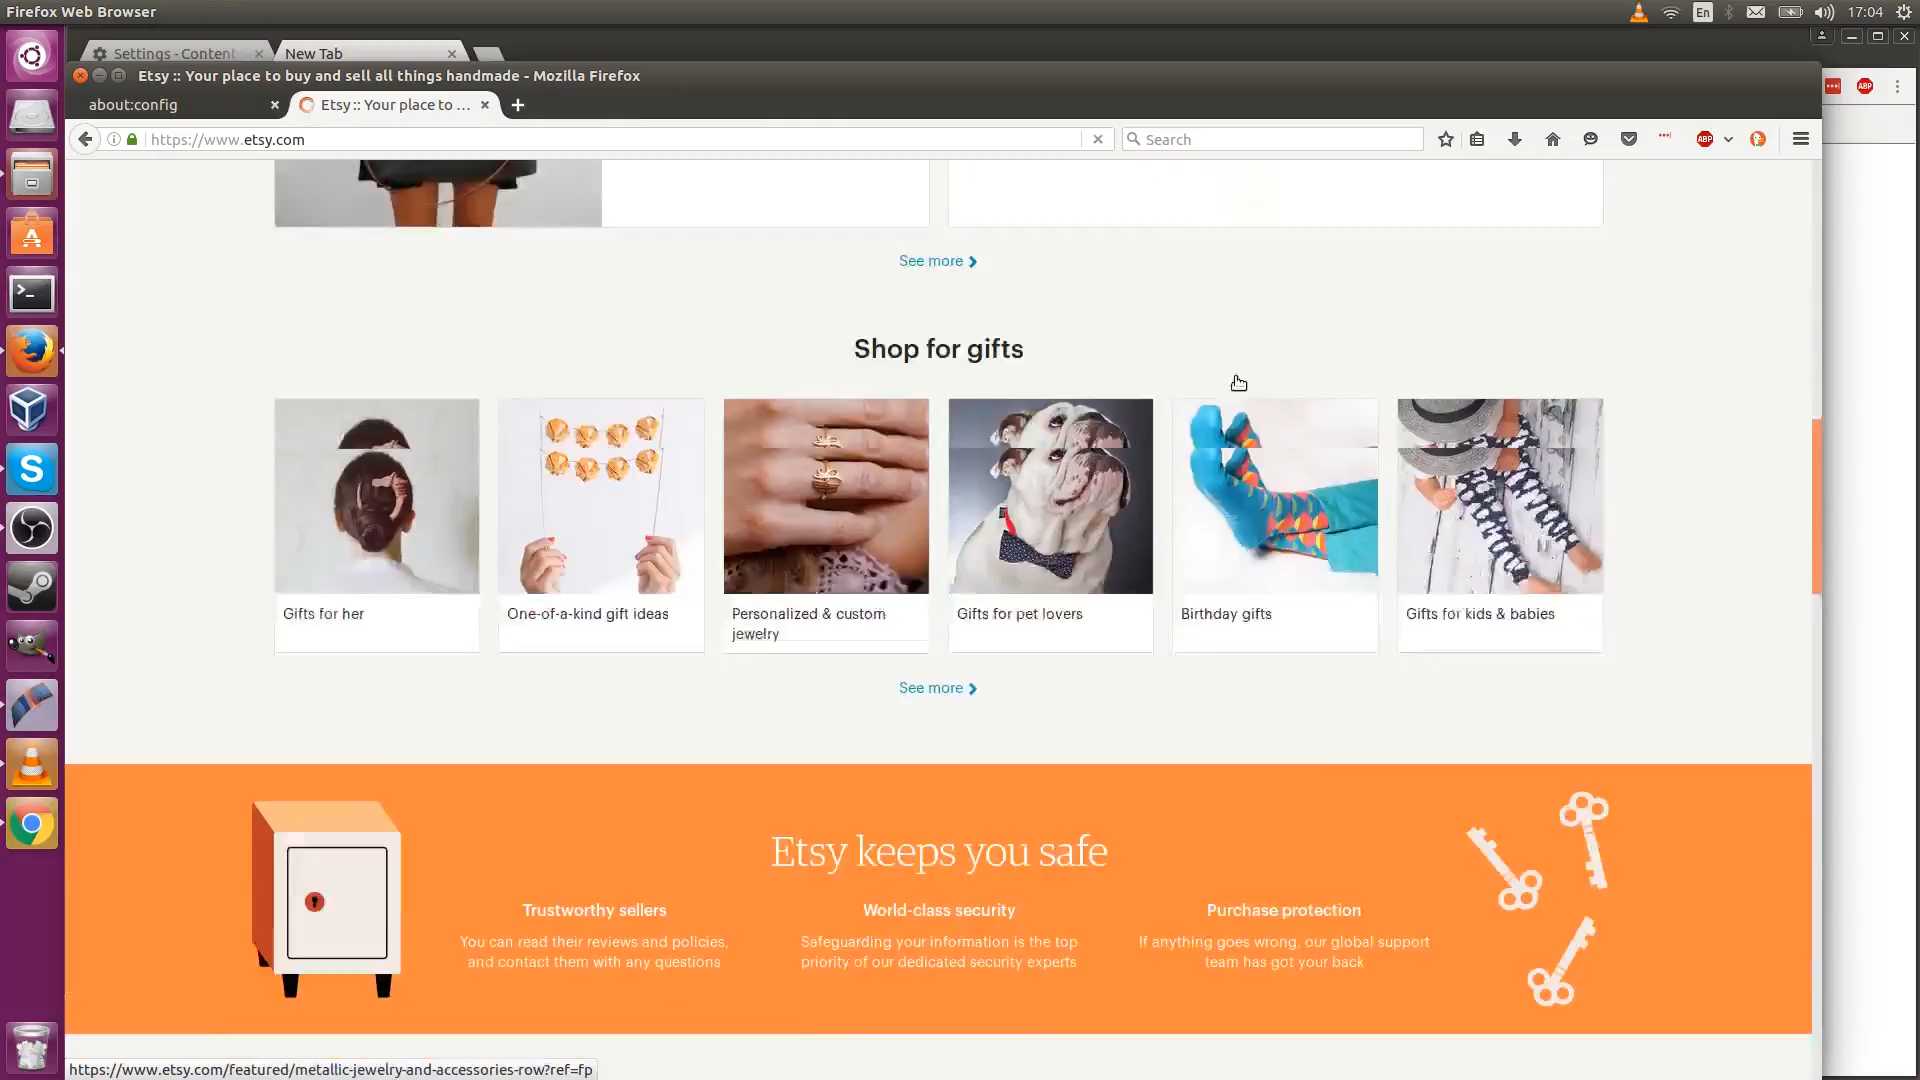 Firefox Web Browser
En
17:04
Settings - Content
New Tab
Etsy :: Your place to buy and sell all things handmade - Mozilla Firefox
ABP
about:config
Etsy :: Your place to ...
https://www.etsy.com
Search
ABP
See more
Shop for gifts
Gifts for her
One-of-a-kind gift ideas
Personalized & custom
jewelry
Gifts for pet lovers
Birthday gifts
Gifts for kids & babies
See more
Etsy keeps you safe
Trustworthy sellers
You can read their reviews and policies,
and contact them with any questions
World-class security
Safeguarding your information is the top
priority of our dedicated security experts
Purchase protection
If anything goes wrong, our global support
team has got your back
https://www.etsy.com/featured/metallic-jewelry-and-accessories-row?ref=fp